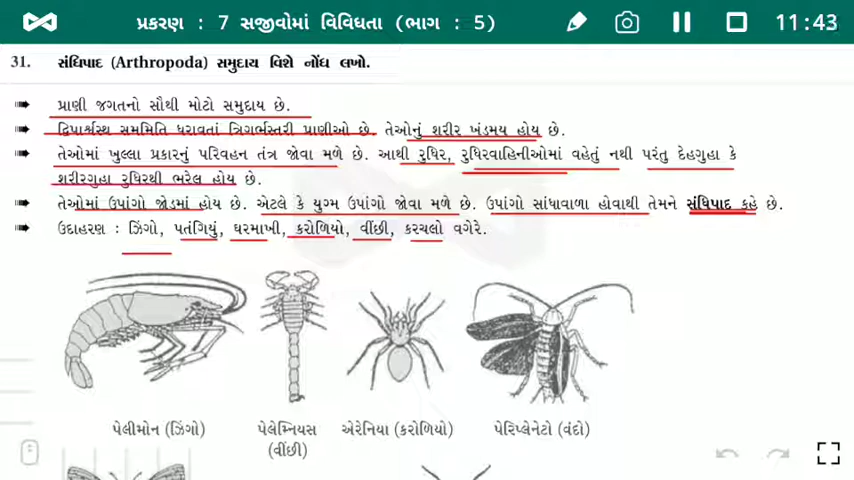 પ્રકરણ : 7 સજીવોમાં વિવિધતા (ભાગ : 5)
11:43
31. સંધિપાદ (Arthropoda) સમુદાય વિશે નોંધ લખો.
➠ પ્રાણી જગતનો સૌથી મોટો સમુદાય છે.
➠ દ્વિપાર્શ્વસ્થ સમમિતિ ધરાવતાં ત્રિગર્ભસ્તરી પ્રાણીઓ છે. તેઓનું શરીર ખંડમય હોય છે.
➠ તેઓમાં ખુલ્લા પ્રકારનું પરિવહન તંત્ર જોવા મળે છે. આથી રુધિર, રુધિરવાહિનીઓમાં વહેતું નથી પરંતુ દેહગુહા કે
શરીરગુહા રુધિરથી ભરેલ હોય છે.
➠ તેઓમાં ઉપાંગો જોડમાં હોય છે. એટલે કે યુગ્મ ઉપાંગો જોવા મળે છે. ઉપાંગો સાંધાવાળા હોવાથી તેમને સંધિપાદ કહે છે.
➠ ઉદાહરણ : ઝિંગો, પતંગિયું, ઘરમાખી, કરોળિયો, વીંછી, કરચલો વગેરે.
પેલીમોન (ઝિંગો)
પેલેમ્નિયસ
(વીંછી)
એરેનિયા (કરોળિયો)
પેરિપ્લેનેટો (વંદો)